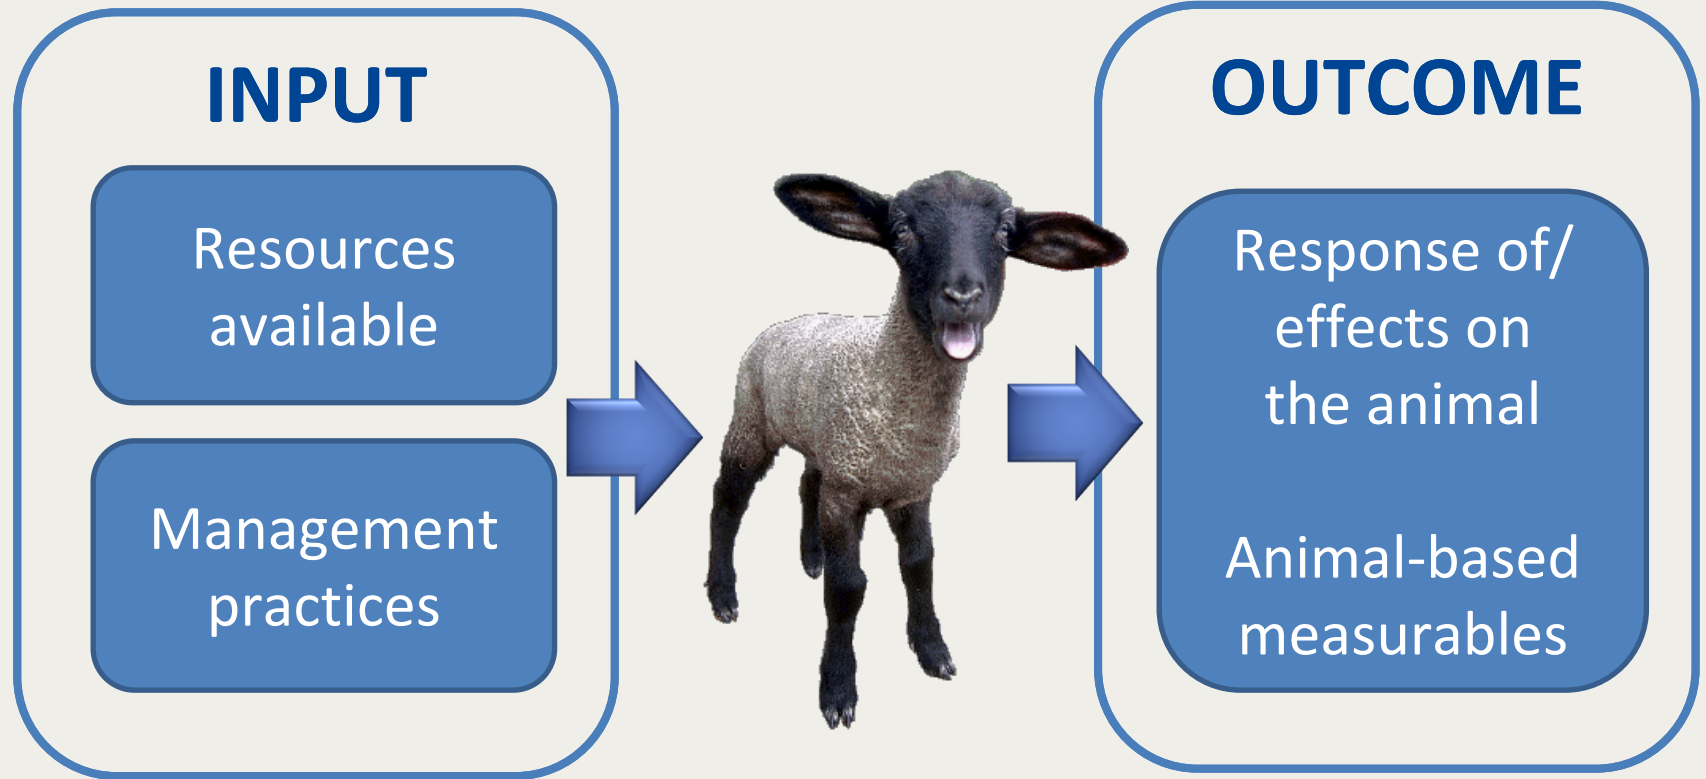 INPUT
Resources
available
Management
practices
OUTCOME
Response of/
effects on
the animal
Animal-based
measurables